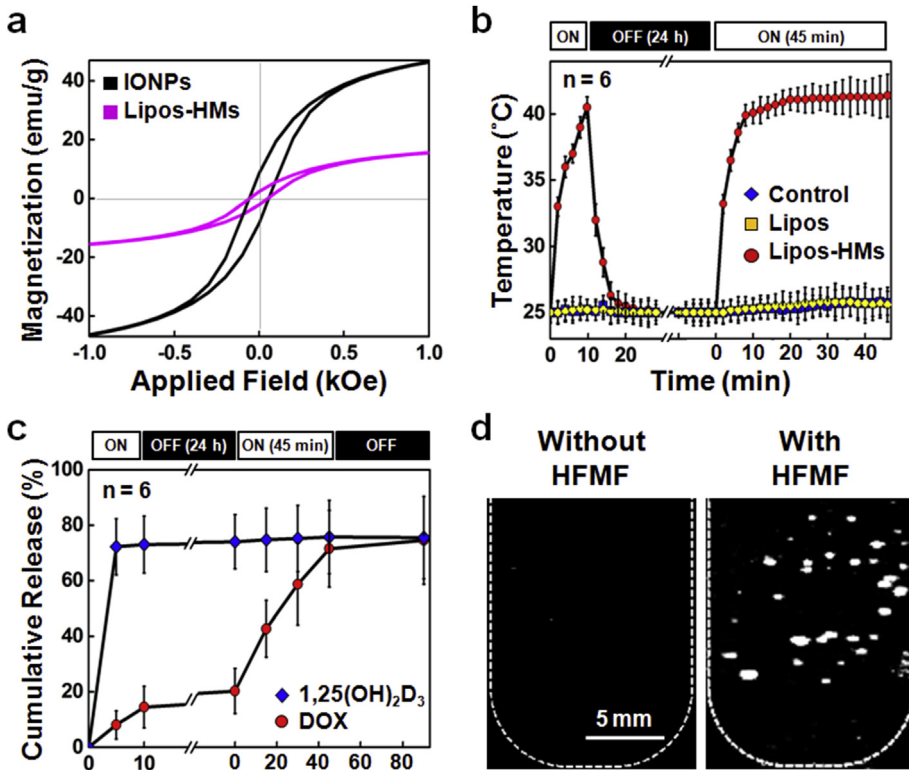 a
IONPs
Lipos-HMs
Magnetization (emu/g)
40
20
0
-20
-40
-1.0 -0.5 0.0 0.5 1.0
Applied Field (kOe)
b
ON OFF (24 h) ON (45 min)
n = 6
Temperature (°C)
40
35
30
25
Control
Lipos
Lipos-HMs
0 10 20 0 10 20 30 40
Time (min)
c
ON OFF (24 h) ON (45 min) OFF
n = 6
Cumulative Release (%)
100
80
60
40
20
0
1,25(OH)₂D₃
DOX
0 10 0 20 40 60 80
d
Without HFMF
With HFMF
5 mm